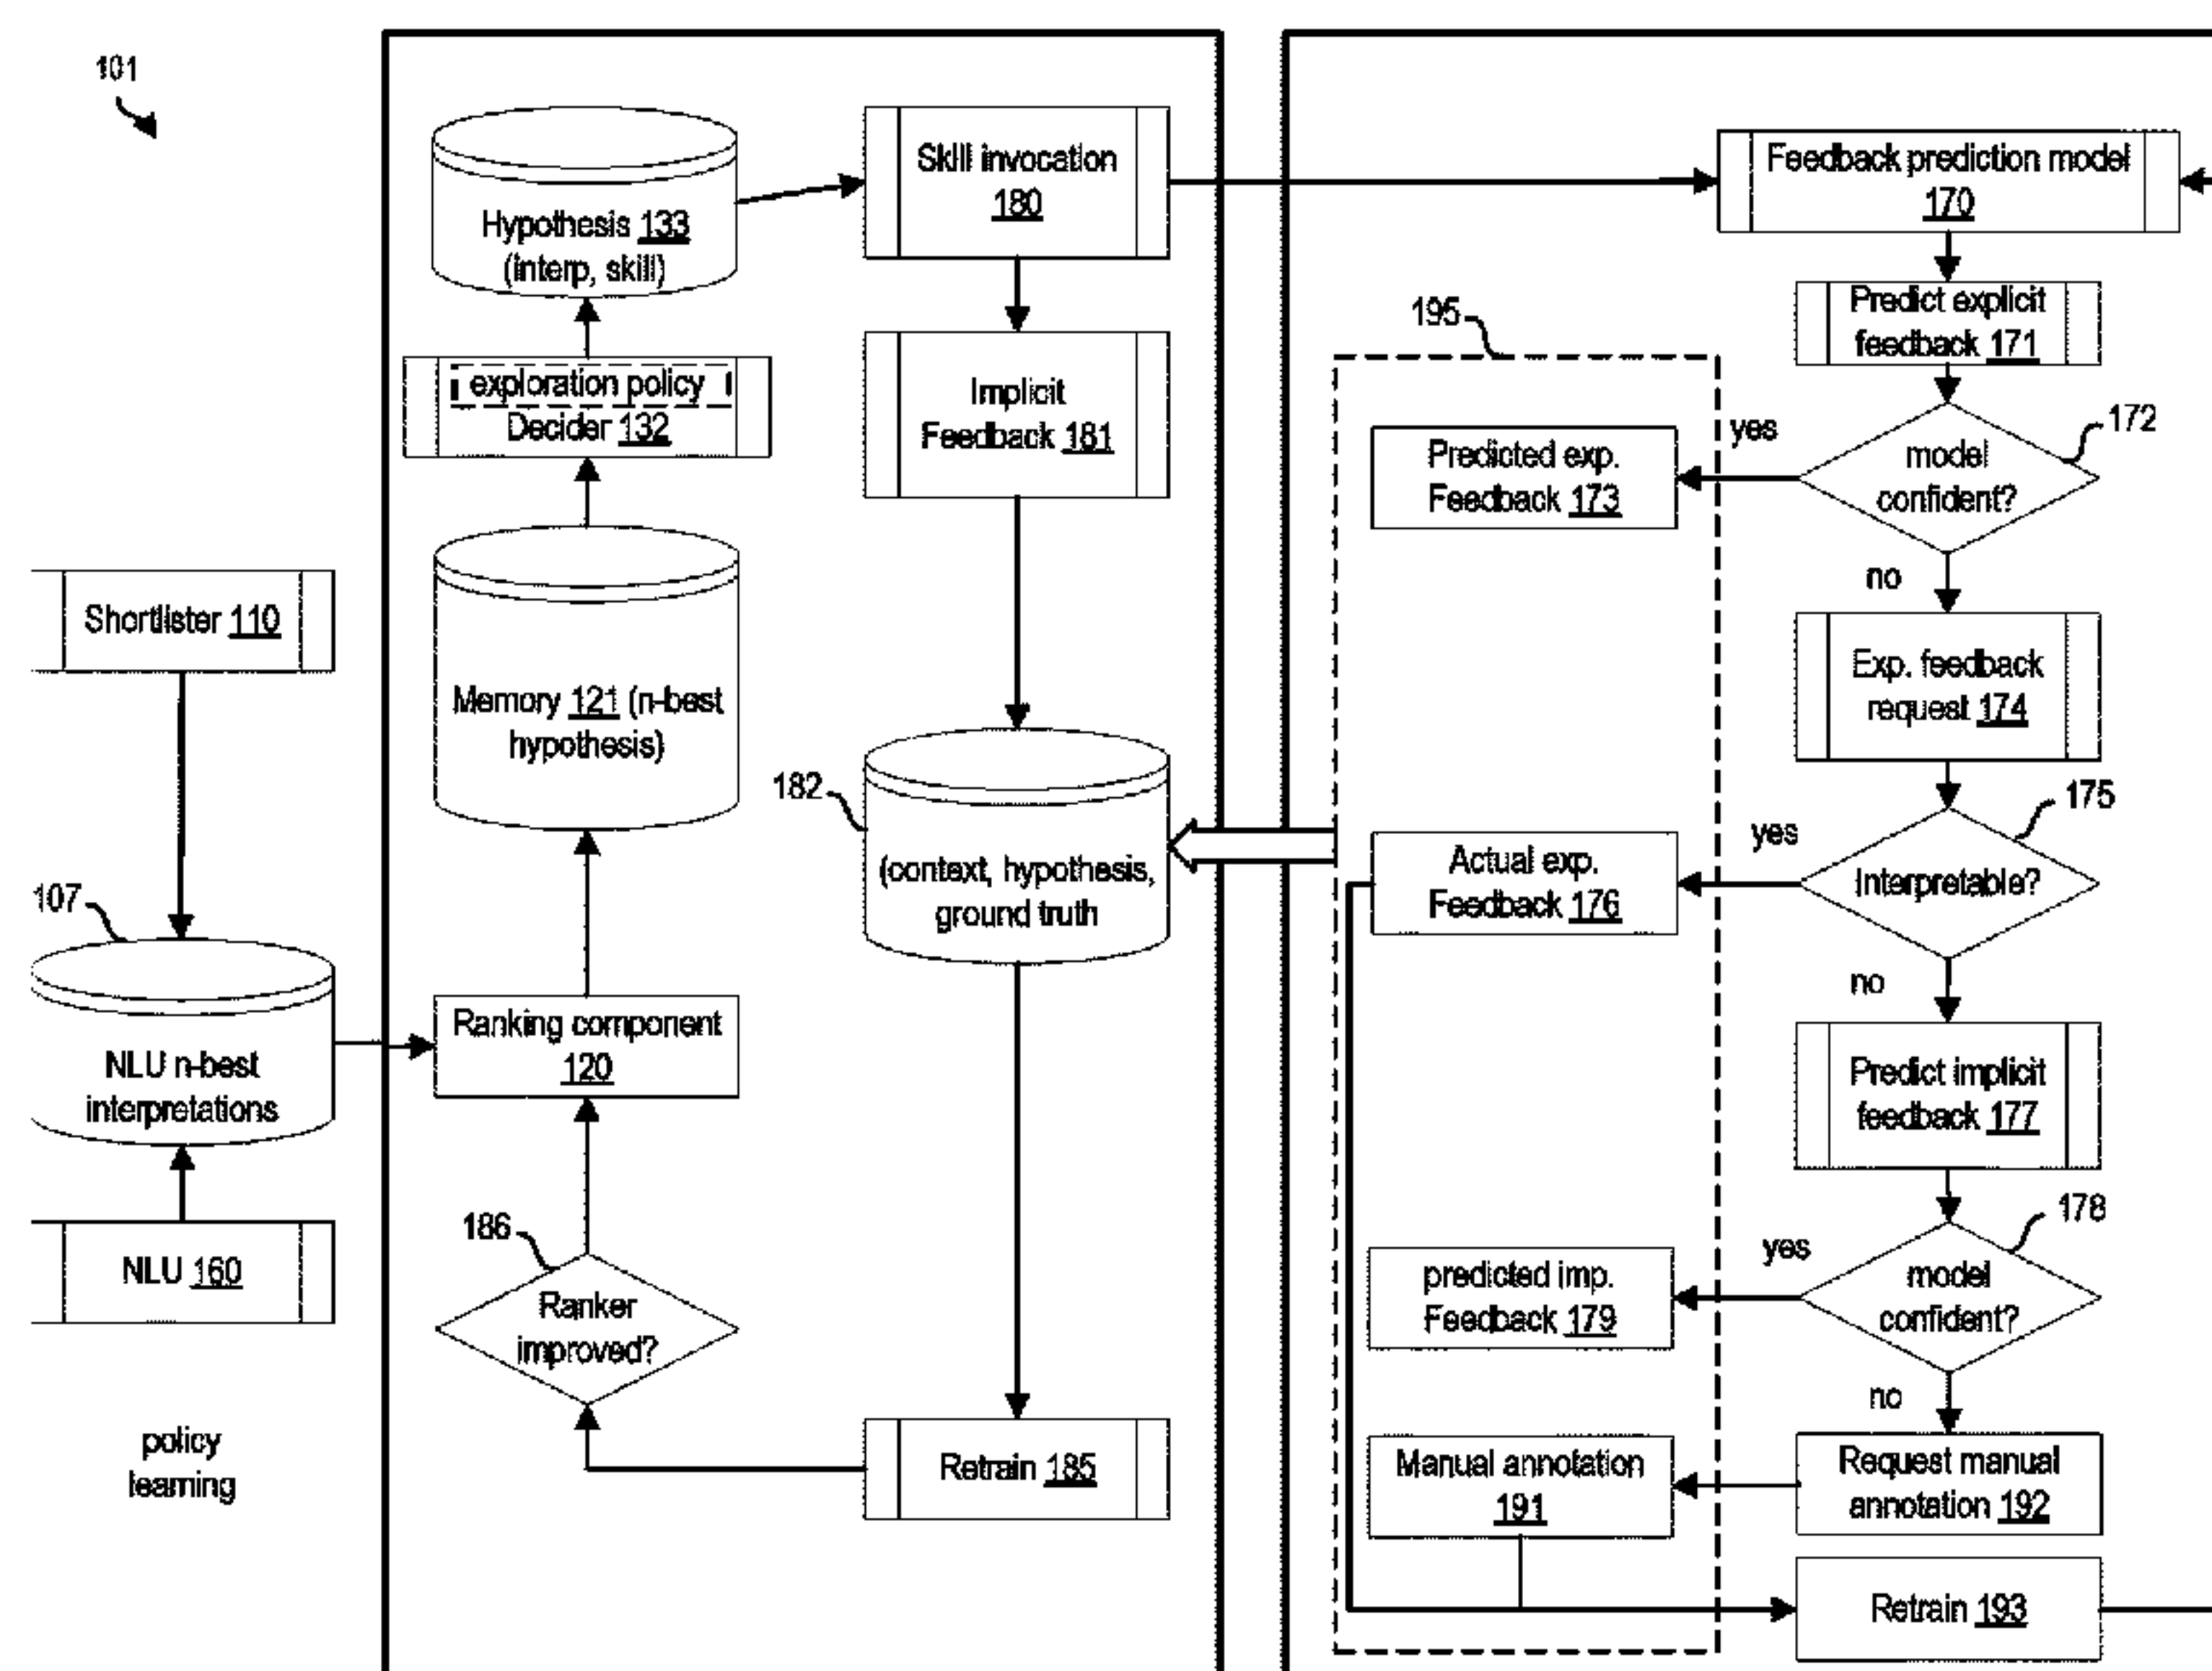 101
Shortlister 110
107
NLU n-best
interpretations
NLU 160
policy
learning
Hypothesis 133
(interp, skill)
exploration policy
Decider 132
Memory 121 (n-best
hypothesis)
Ranking component
120
186
Ranker
improved?
Skill invocation
180
Implicit
Feedback 181
182
(context, hypothesis,
ground truth
Retrain 185
195
Predicted exp.
Feedback 173
Actual exp.
Feedback 176
predicted imp.
Feedback 179
Manual annotation
191
Feedback prediction model
170
Predict explicit
feedback 171
172
yes
model
confident?
no
Exp. feedback
request 174
175
yes
Interpretable?
no
Predict implicit
feedback 177
178
yes
model
confident?
no
Request manual
annotation 192
Retrain 193